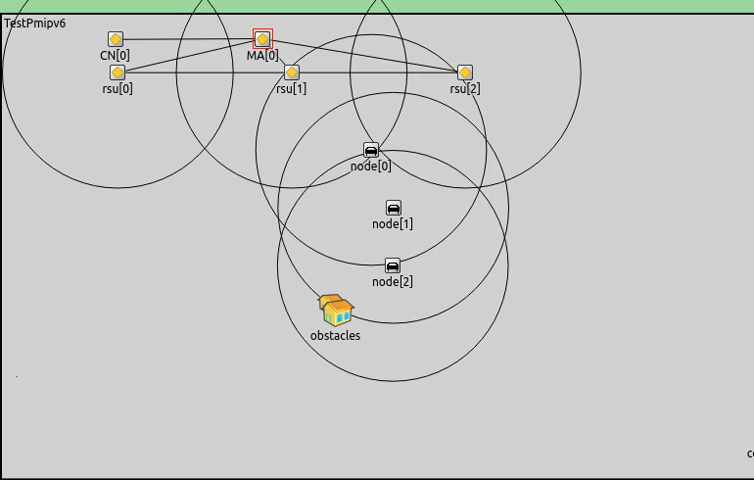 TestPmipv6
CN[0]
MA[0]
rsu[0]
rsu[1]
rsu[2]
node[0]
node[1]
node[2]
obstacles